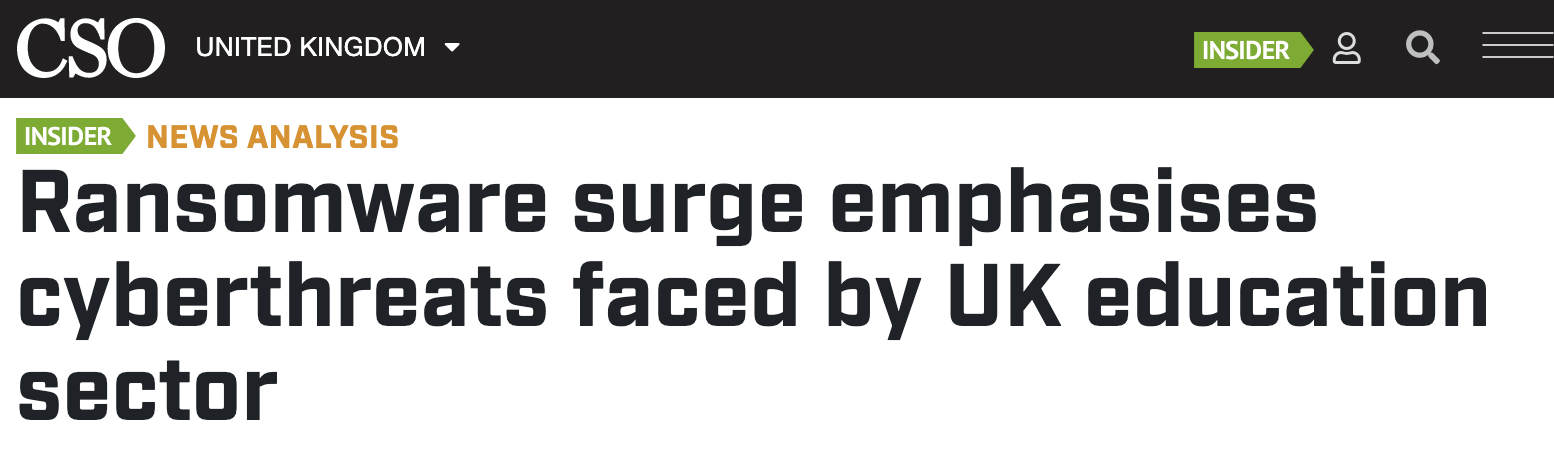 CSO UNITED KINGDOM INSIDER
INSIDER NEWS ANALYSIS
Ransomware surge emphasises
cyberthreats faced by UK education
sector